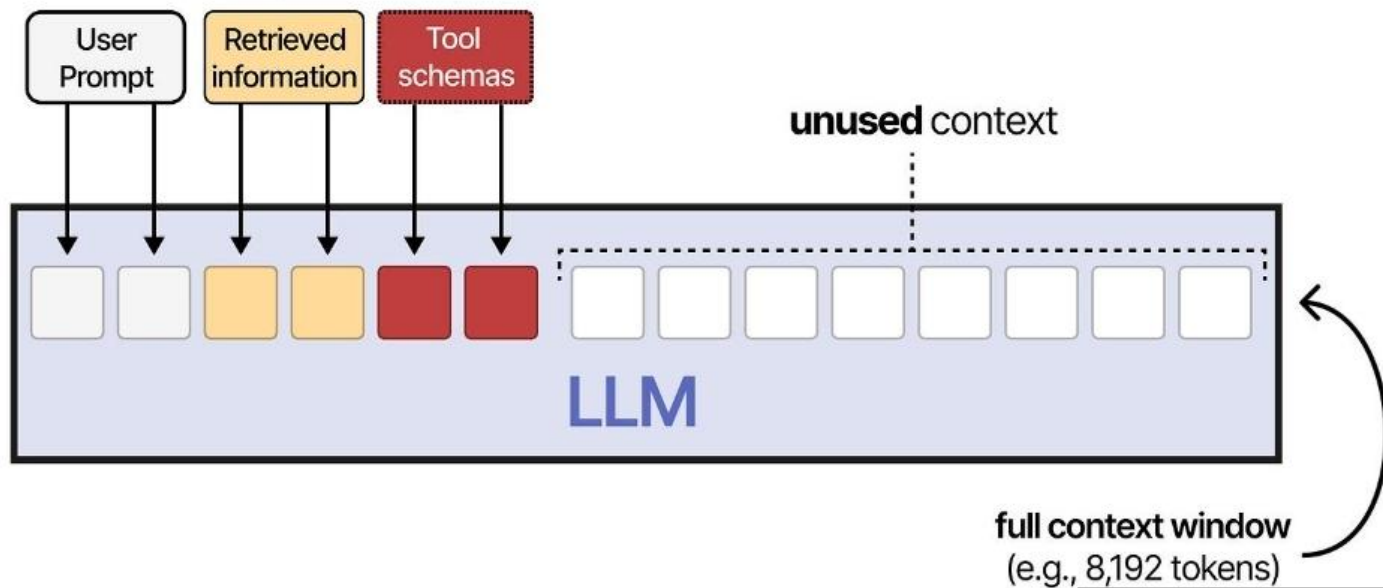 User
Prompt
Retrieved
information
Tool
schemas
unused context
LLM
full context window
(e.g., 8,192 tokens)